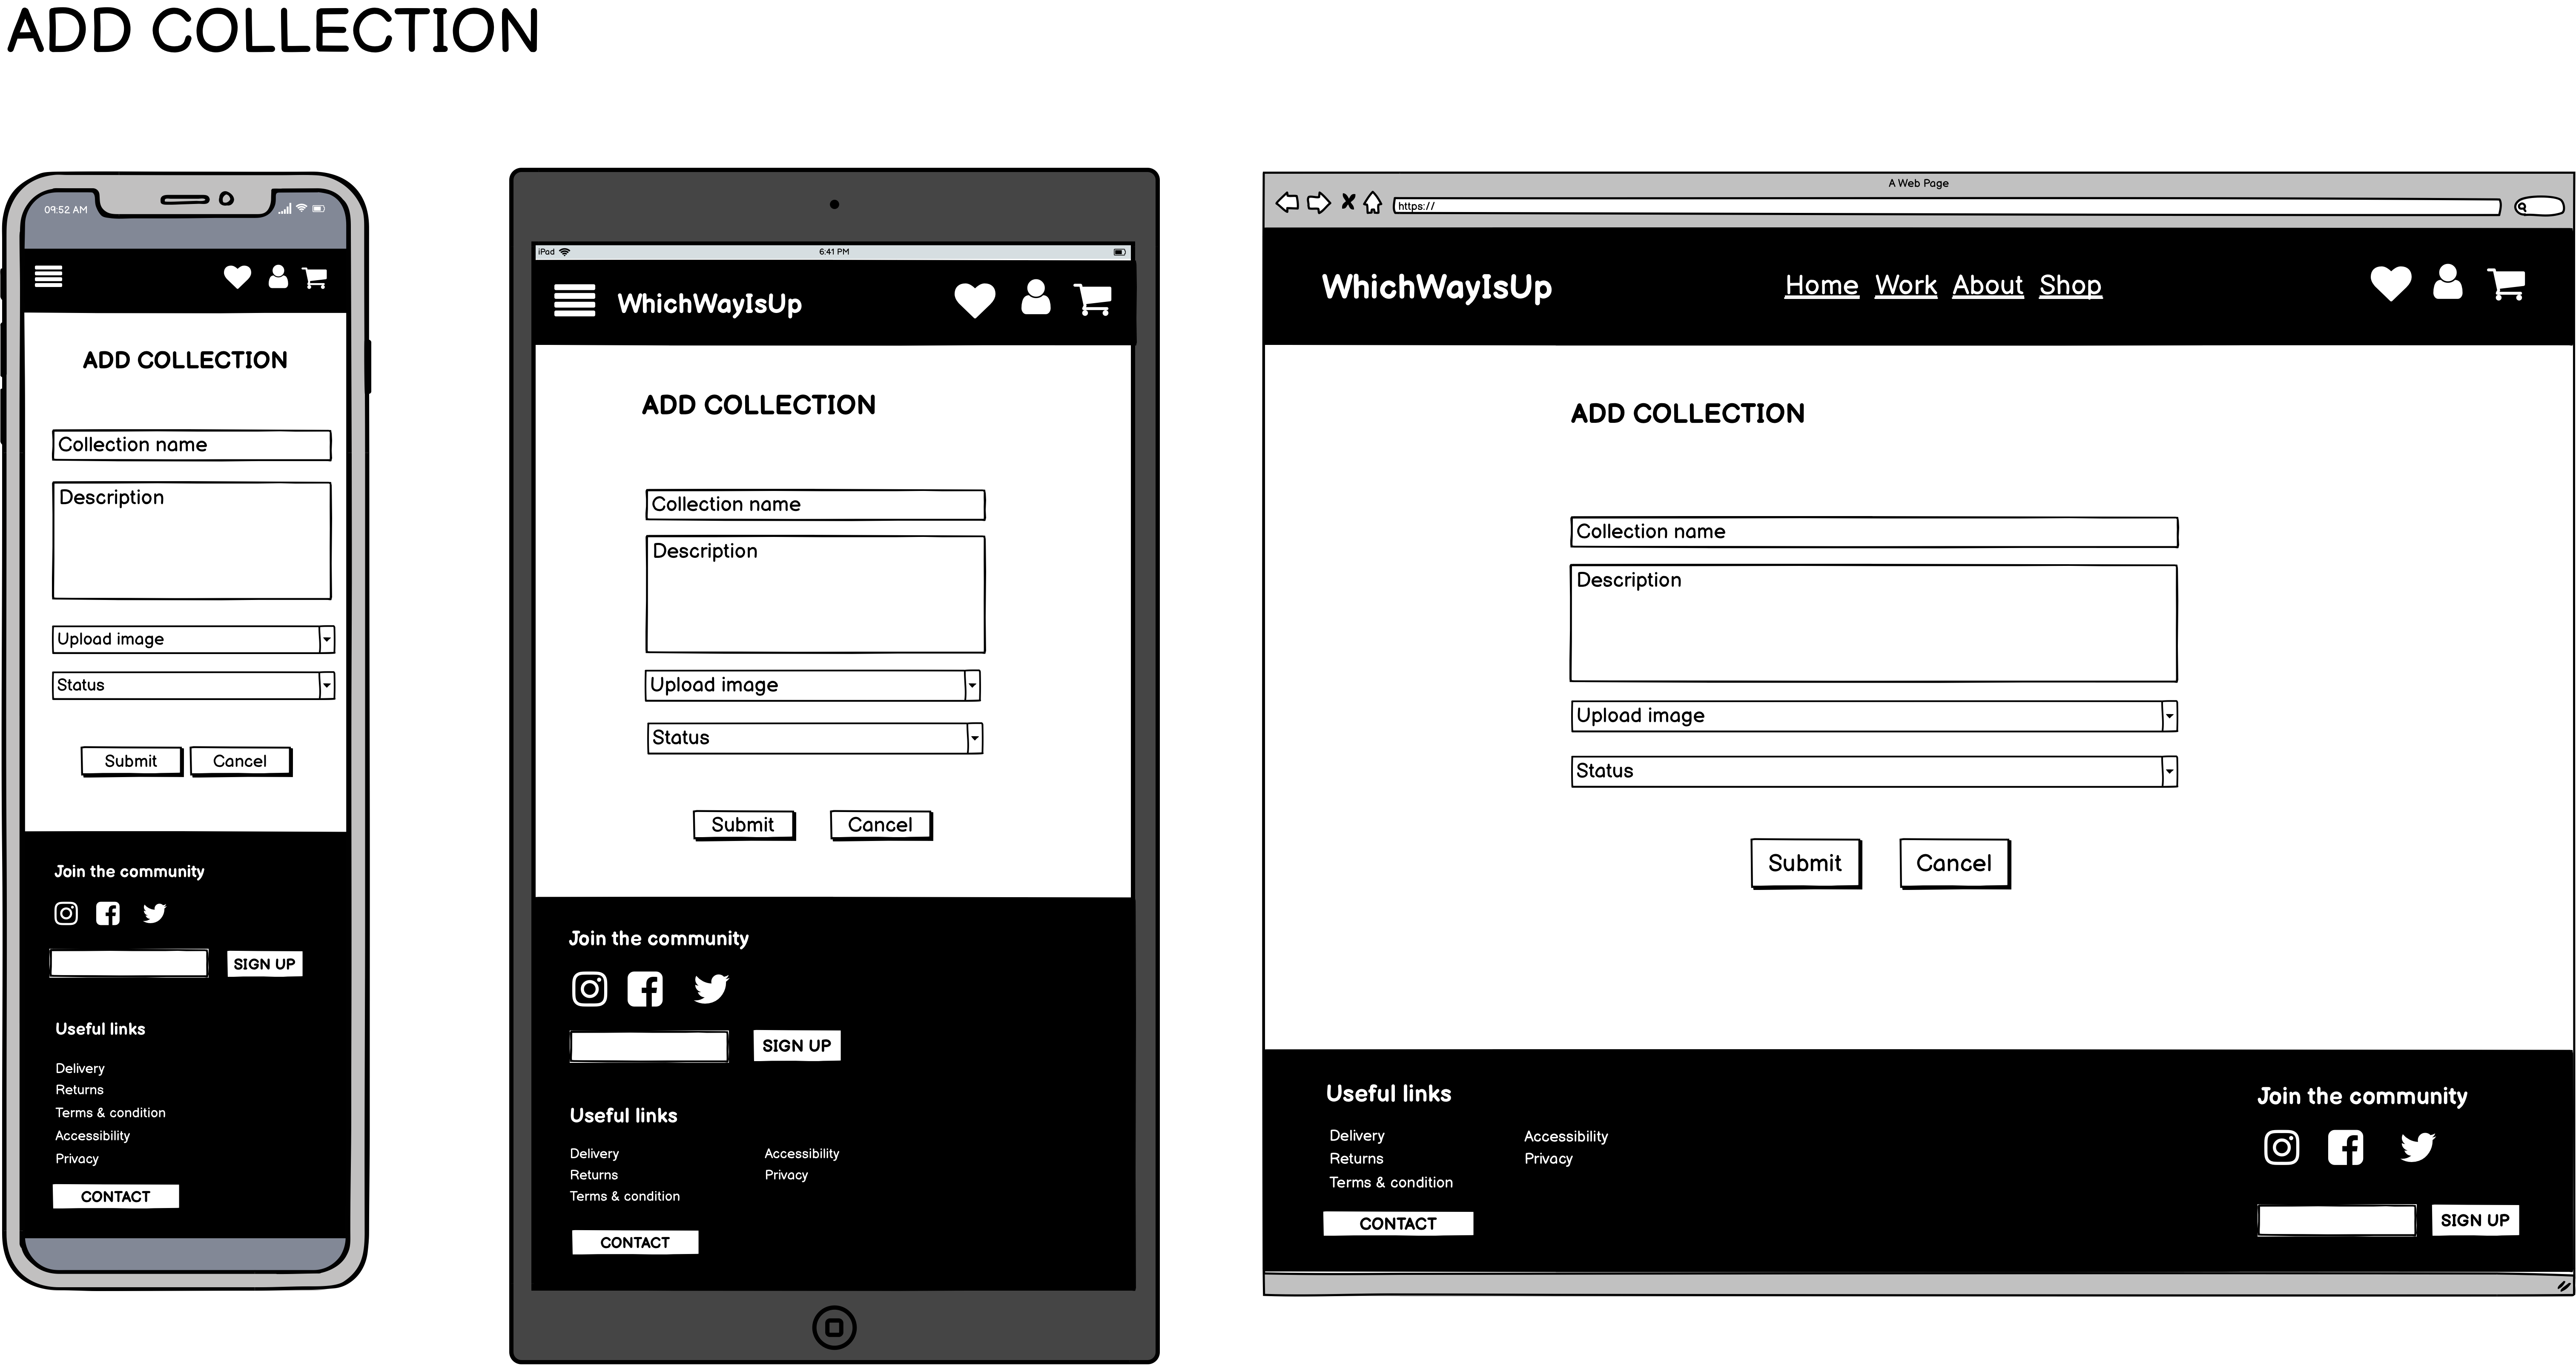 ADD COLLECTION
09:52 AM
ADD COLLECTION
Collection name
Description
Upload image
Status
Submit Cancel
Join the community
SIGN UP
Useful links
Delivery
Returns
Terms & condition
Accessibility
Privacy
CONTACT
iPad 6:41 PM
WhichWayIsUp
ADD COLLECTION
Collection name
Description
Upload image
Status
Submit Cancel
Join the community
SIGN UP
Useful links
Delivery Accessibility
Returns Privacy
Terms & condition
CONTACT
A Web Page
https://
WhichWayIsUp Home Work About Shop
ADD COLLECTION
Collection name
Description
Upload image
Status
Submit Cancel
Useful links
Delivery Accessibility
Returns Privacy
Terms & condition
CONTACT
Join the community
SIGN UP